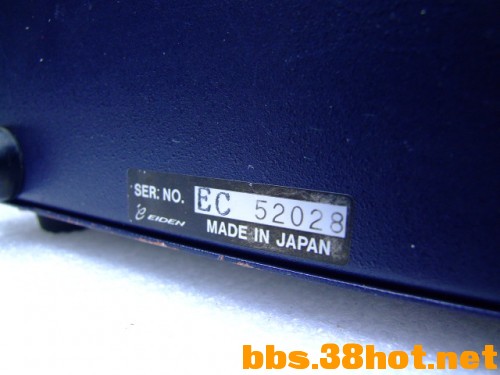 SER. NO. EC 52028
EIDEN MADE IN JAPAN
bbs.38hot.net